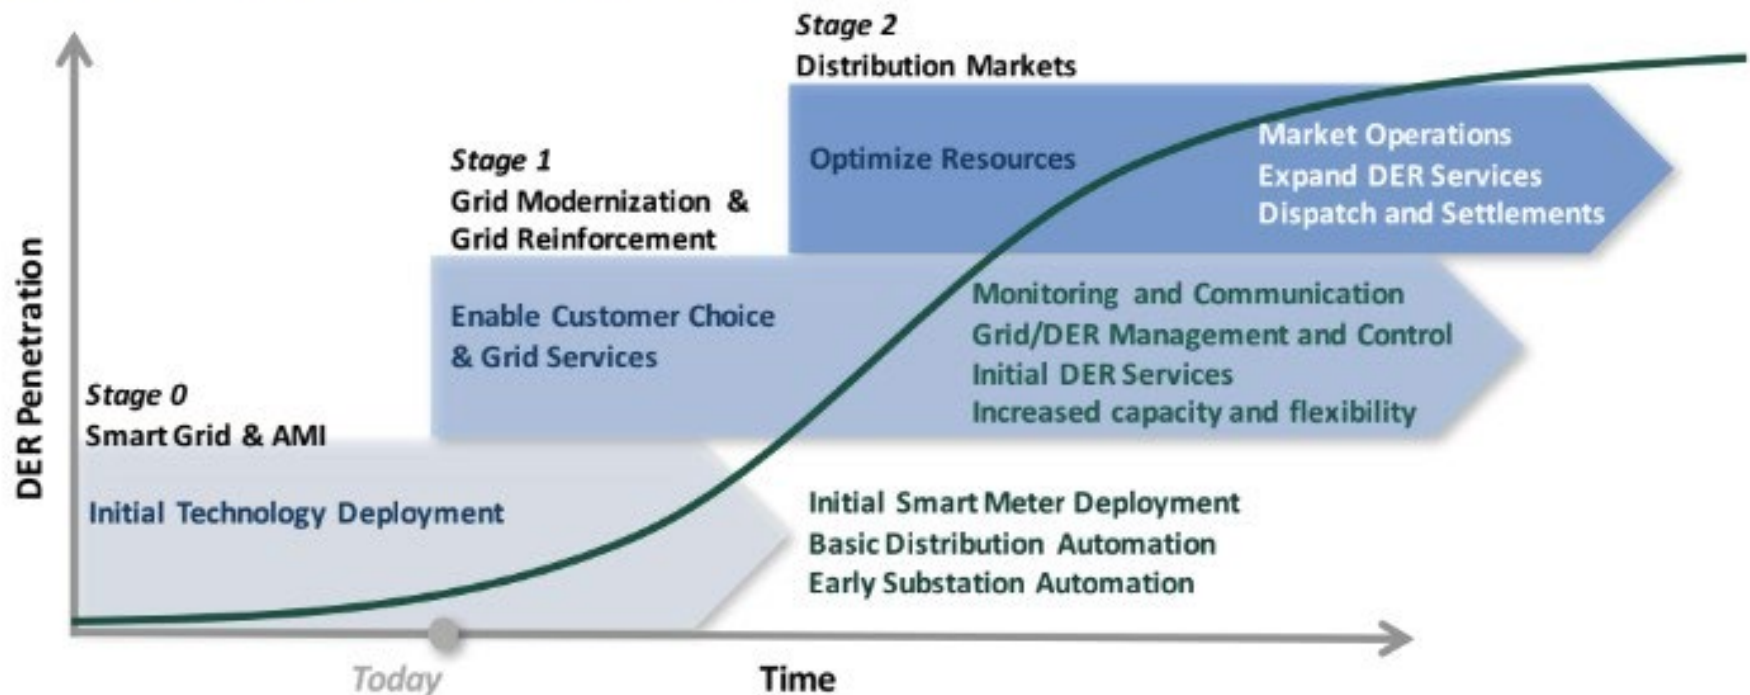 Stage 2
Distribution Markets
Optimize Resources
Market Operations
Expand DER Services
Dispatch and Settlements
Stage 1
Grid Modernization &
Grid Reinforcement
Enable Customer Choice
& Grid Services
Monitoring and Communication
Grid/DER Management and Control
Initial DER Services
Increased capacity and flexibility
Stage 0
Smart Grid & AMI
Initial Technology Deployment
Initial Smart Meter Deployment
Basic Distribution Automation
Early Substation Automation
DER Penetration
Today
Time